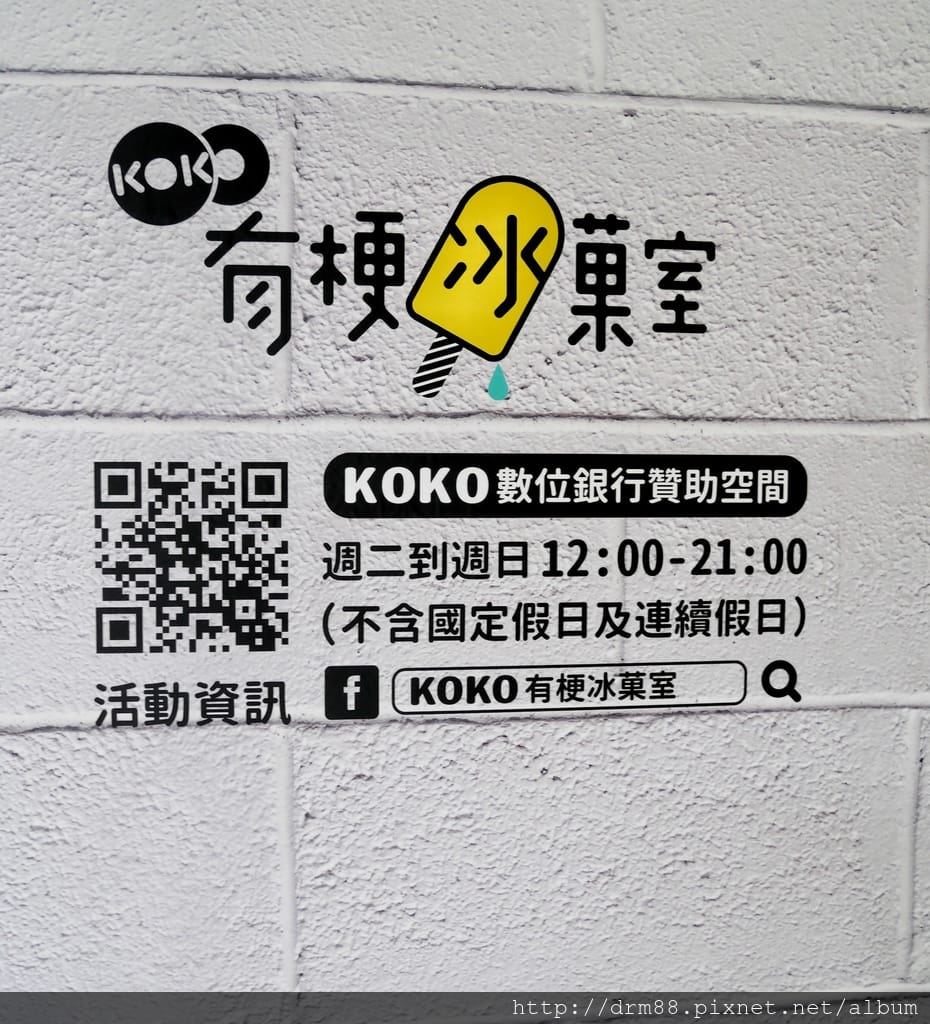 KOKO
有梗冰菓室
KOKO 數位銀行贊助空間
週二到週日 12:00-21:00
(不含國定假日及連續假日)
f KOKO 有梗冰菓室
活動資訊
http://drm88.pixnet.net/album